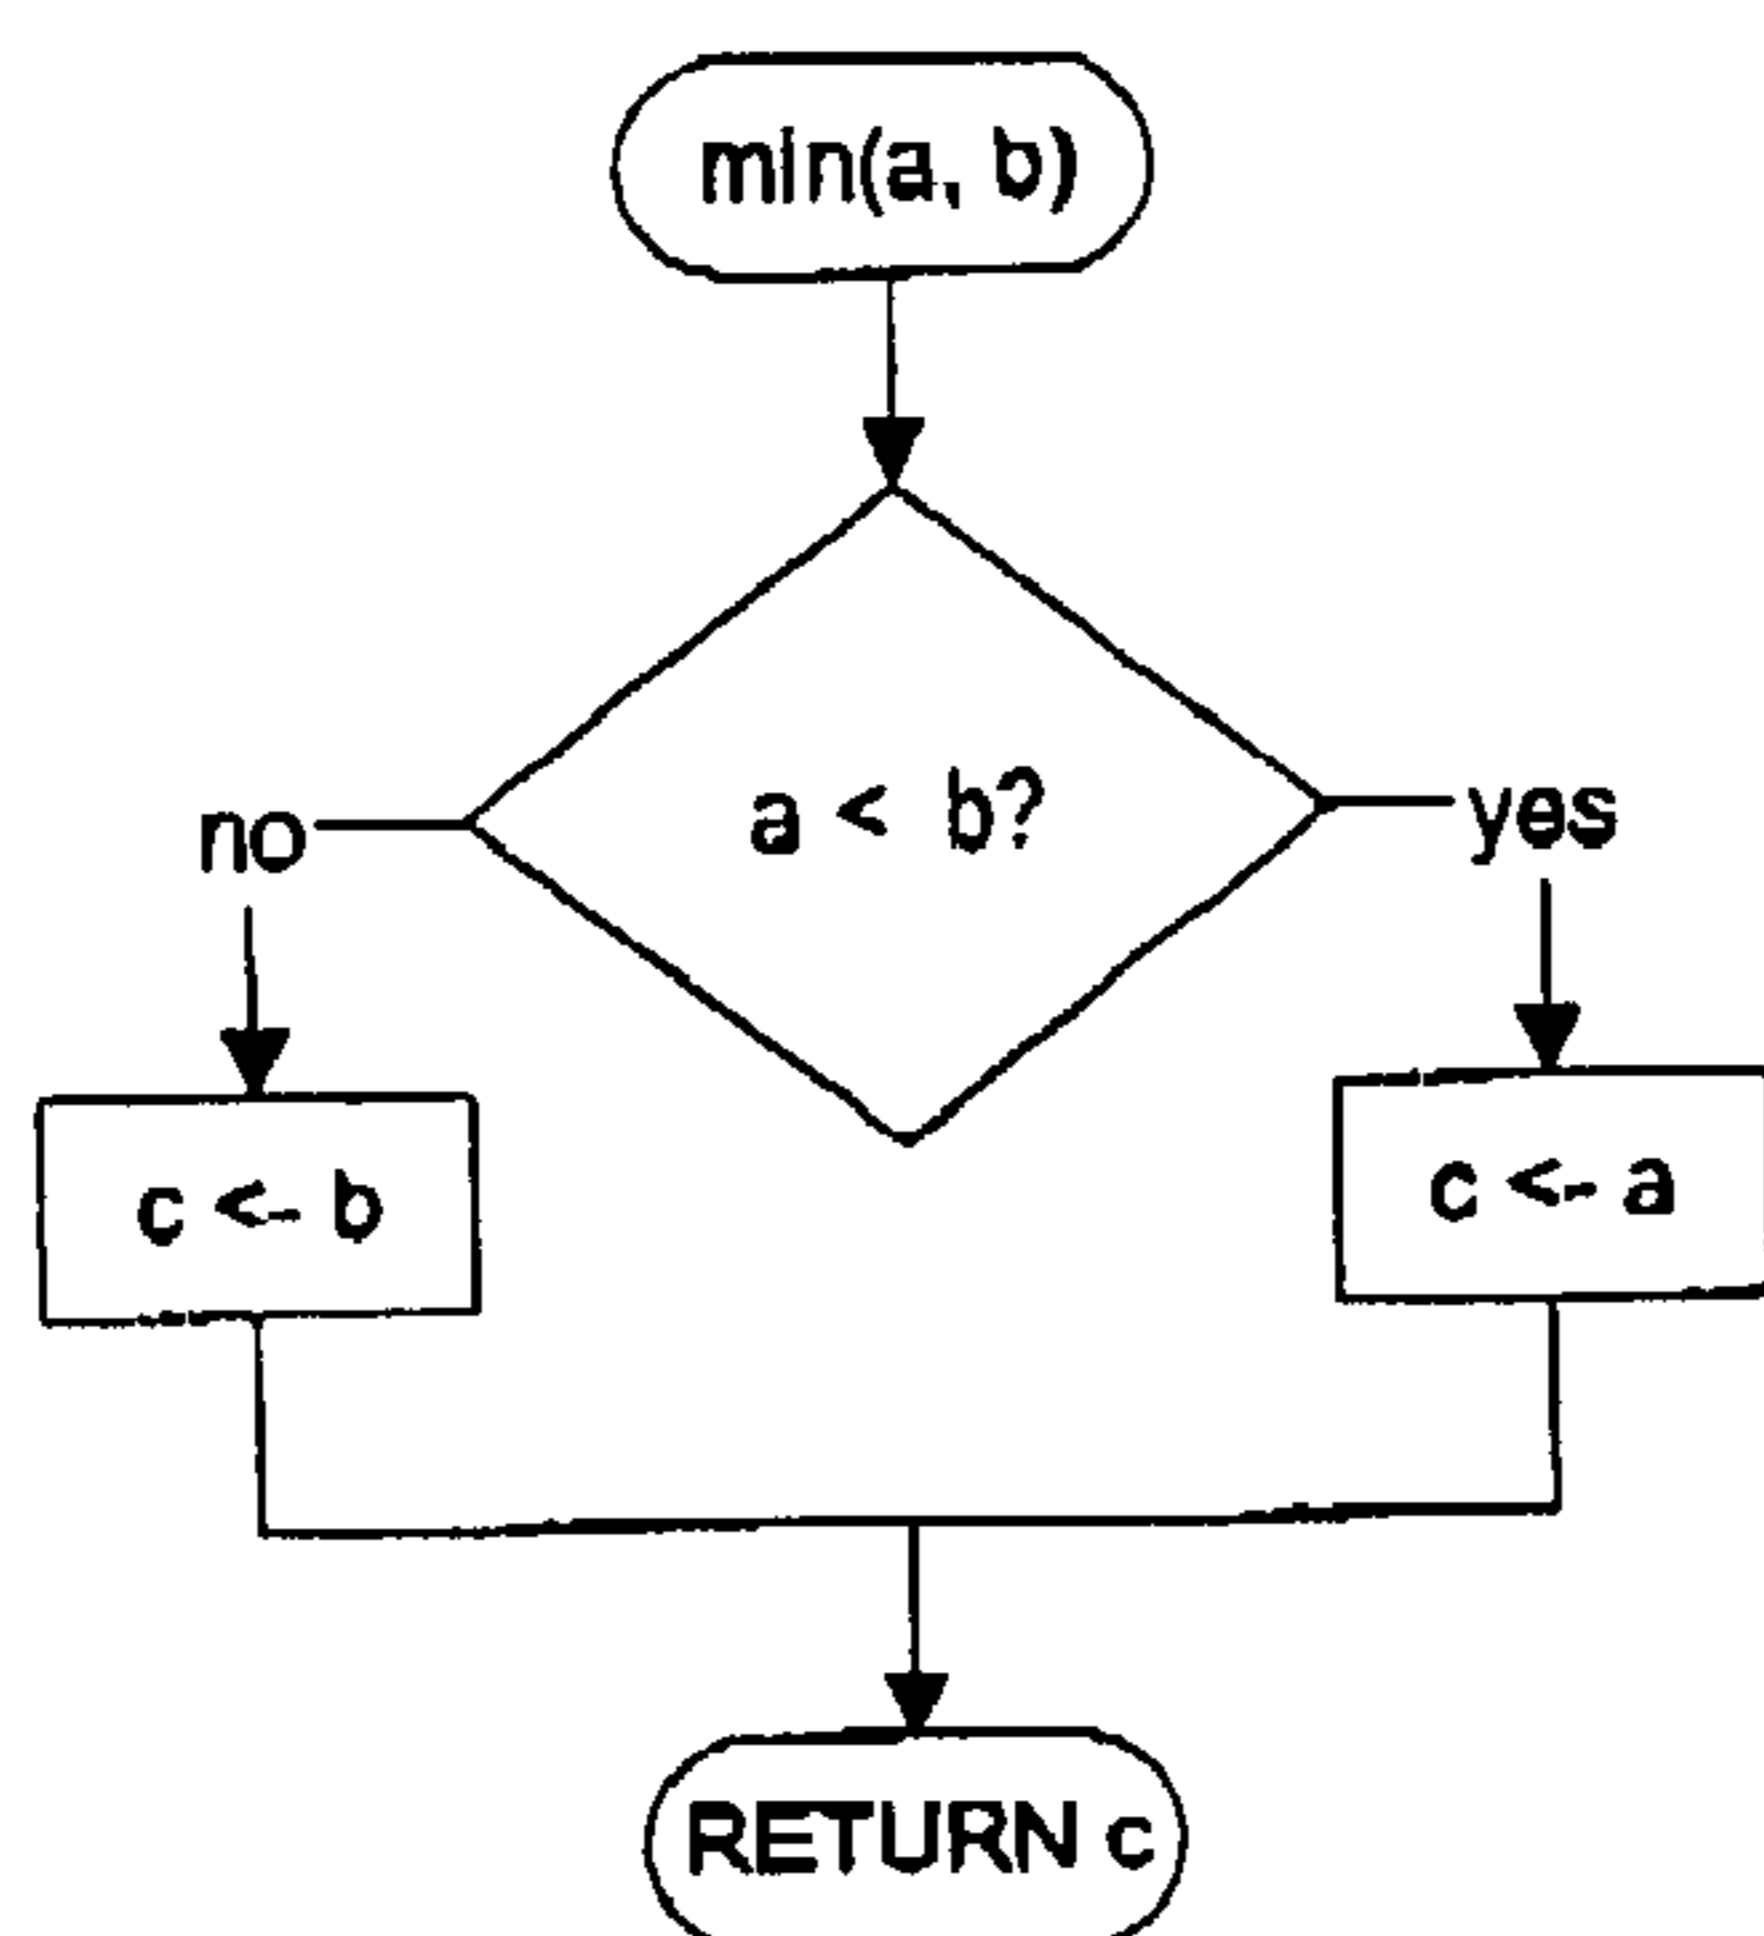 min(a, b)
a < b?
no
yes
c <- b
c <- a
RETURN c